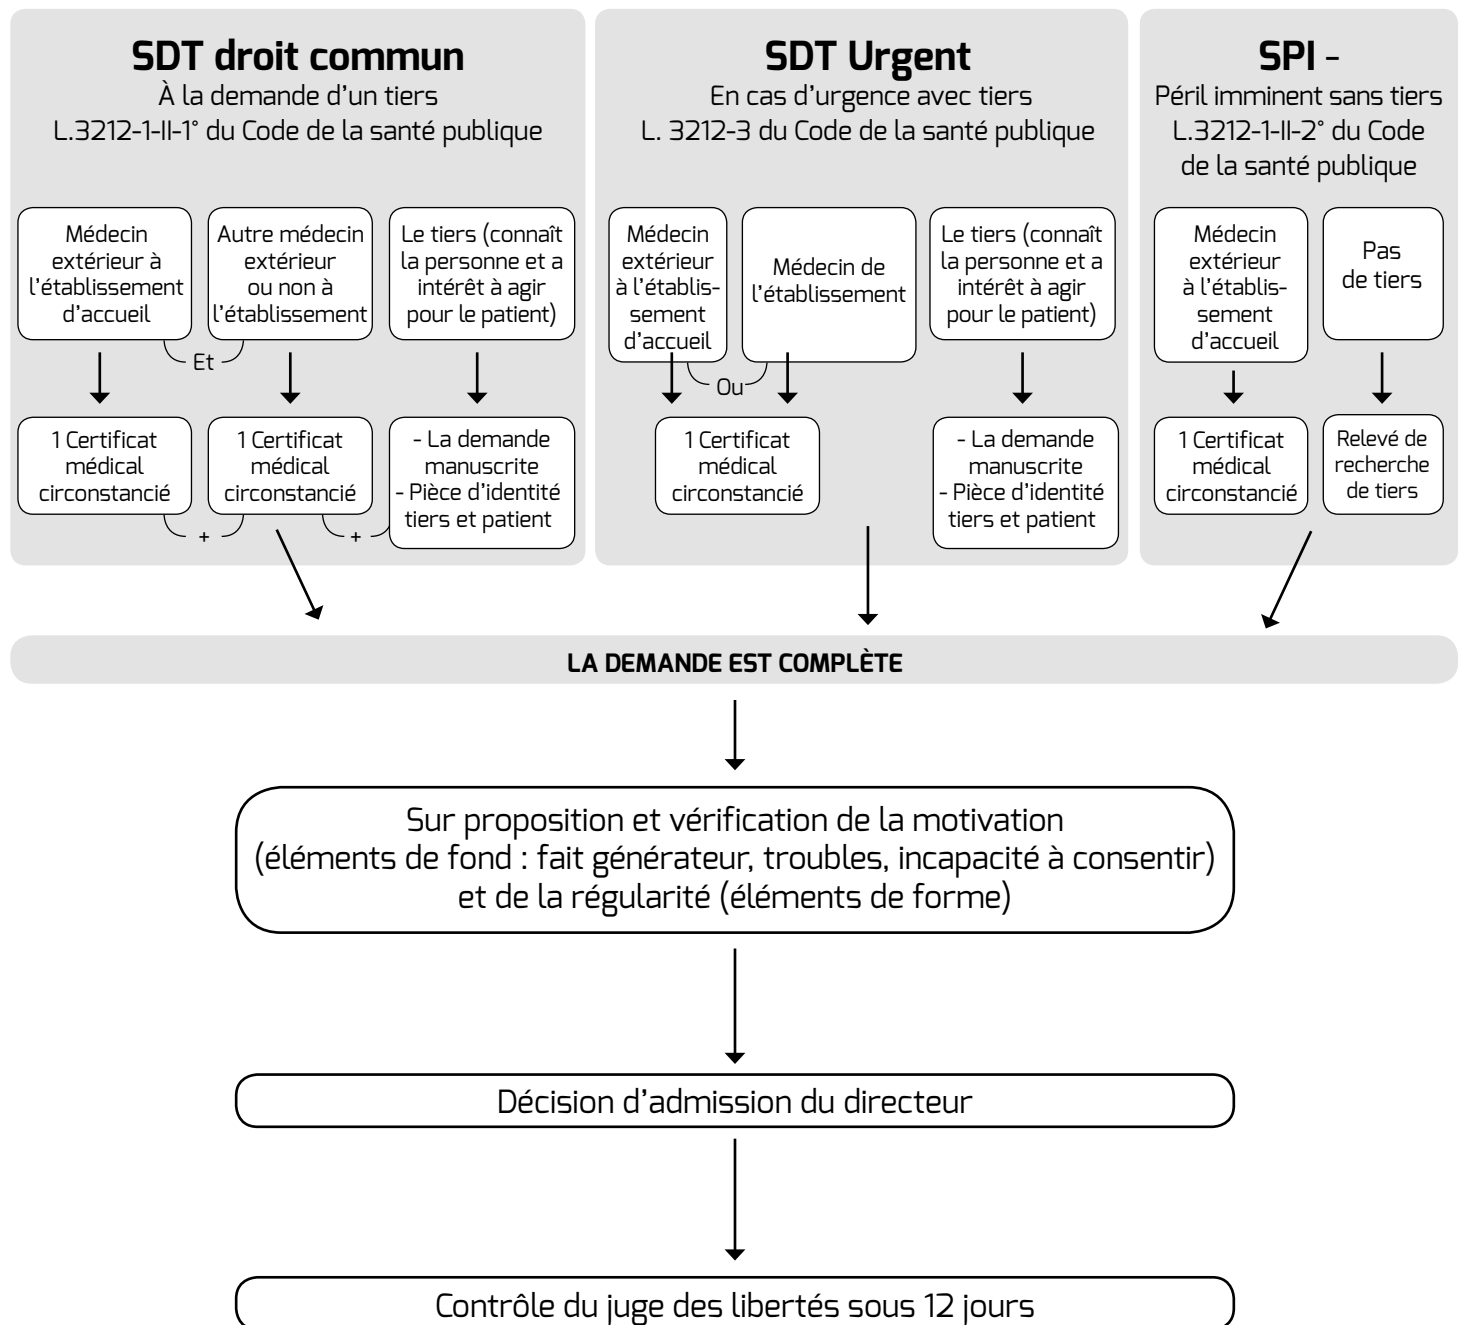 SDT droit commun
À la demande d'un tiers
L.3212-1-II-1° du Code de la santé publique
Médecin
extérieur à
l'établissement
d'accueil
Autre médecin
extérieur
ou non à
l'établissement
Le tiers (connaît
la personne et a
intérêt à agir
pour le patient)
Et
1 Certificat
médical
circonstancié
1 Certificat
médical
circonstancié
- La demande
manuscrite
- Pièce d'identité
tiers et patient
+
+
SDT Urgent
En cas d'urgence avec tiers
L. 3212-3 du Code de la santé publique
Médecin
extérieur
à l'établis-
sement
d'accueil
Médecin de
l'établissement
Le tiers (connaît
la personne et a
intérêt à agir
pour le patient)
Ou
1 Certificat
médical
circonstancié
- La demande
manuscrite
- Pièce d'identité
tiers et patient
SPI -
Péril imminent sans tiers
L.3212-1-II-2° du Code
de la santé publique
Médecin
extérieur
à l'établis-
sement
d'accueil
Pas
de tiers
1 Certificat
médical
circonstancié
Relevé de
recherche
de tiers
LA DEMANDE EST COMPLÈTE
Sur proposition et vérification de la motivation
(éléments de fond : fait générateur, troubles, incapacité à consentir)
et de la régularité (éléments de forme)
Décision d'admission du directeur
Contrôle du juge des libertés sous 12 jours